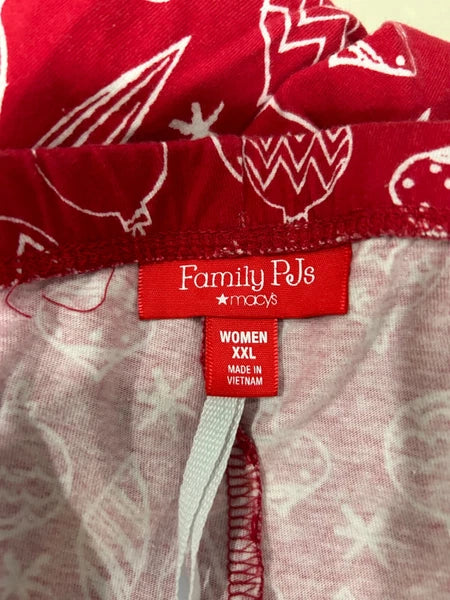 Family PJs
★macy's
WOMEN
XXL
MADE IN
VIETNAM